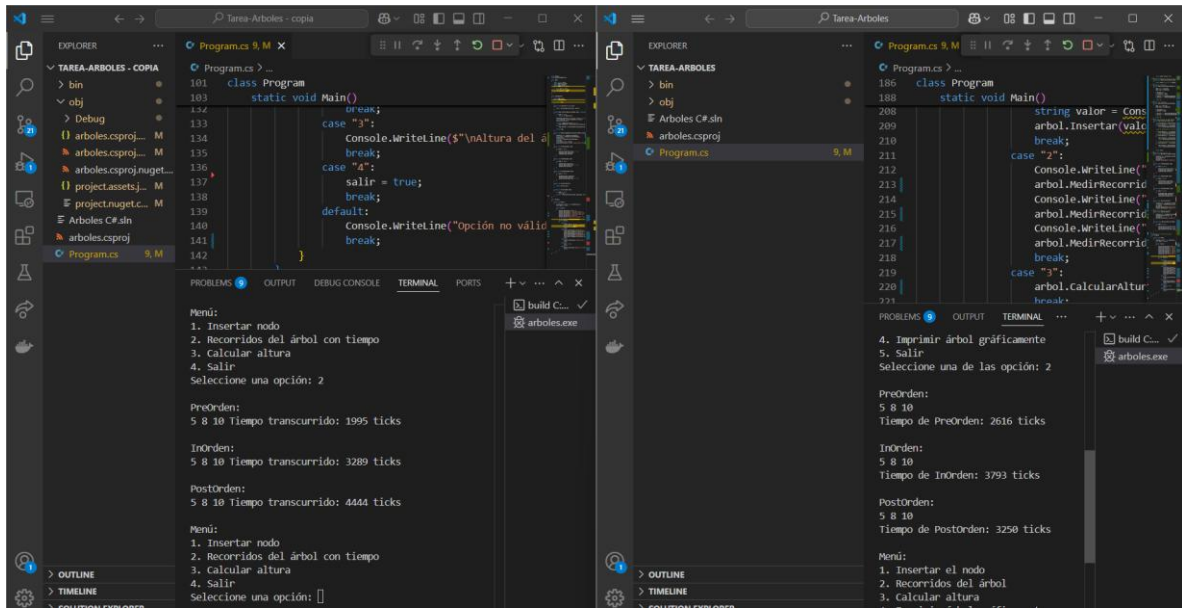 Tarea-Arboles - copia
EXPLORER
TAREA-ARBOLES - COPIA
bin
obj
Debug
arboles.csproj.... M
arboles.csproj.... M
arboles.csproj.nuget....
project.assets.j... M
project.nuget.c... M
Arboles C#.sln
arboles.csproj
Program.cs 9, M
OUTLINE
TIMELINE
SOLUTION EXPLORER
21
1
1
Program.cs 9, M
Program.cs > ...
101 class Program
103 static void Main()
132 break;
133 case "3":
134 Console.WriteLine($"\nAltura del á
135 break;
136 case "4":
137 salir = true;
138 break;
139 default:
140 Console.WriteLine("Opción no válid
141 break;
142 }
143 }
PROBLEMS 9 OUTPUT DEBUG CONSOLE TERMINAL PORTS
build C:...
arboles.exe
Menú:
1. Insertar nodo
2. Recorridos del árbol con tiempo
3. Calcular altura
4. Salir
Seleccione una opción: 2
PreOrden:
5 8 10 Tiempo transcurrido: 1995 ticks
InOrden:
5 8 10 Tiempo transcurrido: 3289 ticks
PostOrden:
5 8 10 Tiempo transcurrido: 4444 ticks
Menú:
1. Insertar nodo
2. Recorridos del árbol con tiempo
3. Calcular altura
4. Salir
Seleccione una opción:
Tarea-Arboles
EXPLORER
TAREA-ARBOLES
bin
obj
Arboles C#.sln
arboles.csproj
Program.cs 9, M
OUTLINE
TIMELINE
SOLUTION EXPLORER
21
1
1
Program.cs 9, M
Program.cs > ...
186 class Program
188 static void Main()
208 string valor = Cons
209 arbol.Insertar(valo
210 break;
211 case "2":
212 Console.WriteLine("
213 arbol.MedirRecorrid
214 Console.WriteLine("
215 arbol.MedirRecorrid
216 Console.WriteLine("
217 arbol.MedirRecorrid
218 break;
219 case "3":
220 arbol.CalcularAltur
221 break;
PROBLEMS 9 OUTPUT TERMINAL ...
build C:...
arboles.exe
4. Imprimir árbol gráficamente
5. Salir
Seleccione una de las opción: 2
PreOrden:
5 8 10
Tiempo de PreOrden: 2616 ticks
InOrden:
5 8 10
Tiempo de InOrden: 3793 ticks
PostOrden:
5 8 10
Tiempo de PostOrden: 3250 ticks
Menú:
1. Insertar el nodo
2. Recorridos del árbol
3. Calcular altura